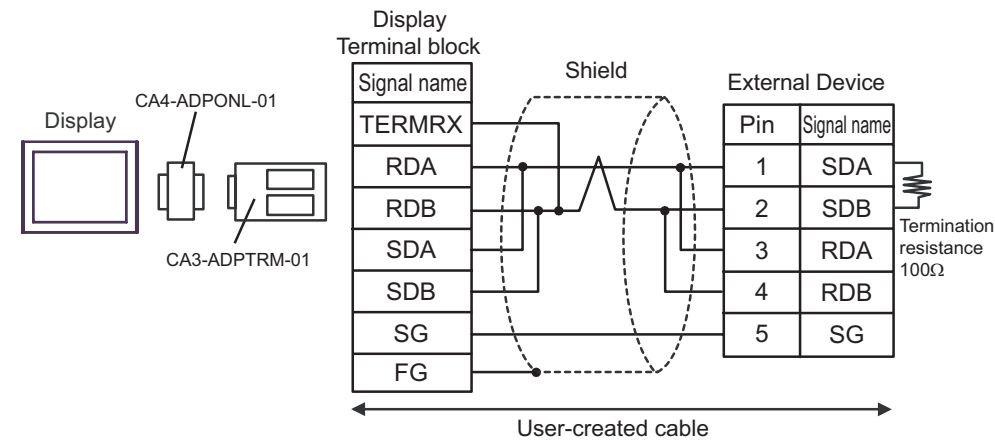 Display
Terminal block
Shield
External Device
CA4-ADPONL-01
Display
CA3-ADPTRM-01
Signal name
TERMRX
RDA
RDB
SDA
SDB
SG
FG
Pin Signal name
1 SDA
2 SDB
3 RDA
4 RDB
5 SG
Termination
resistance
100Ω
User-created cable